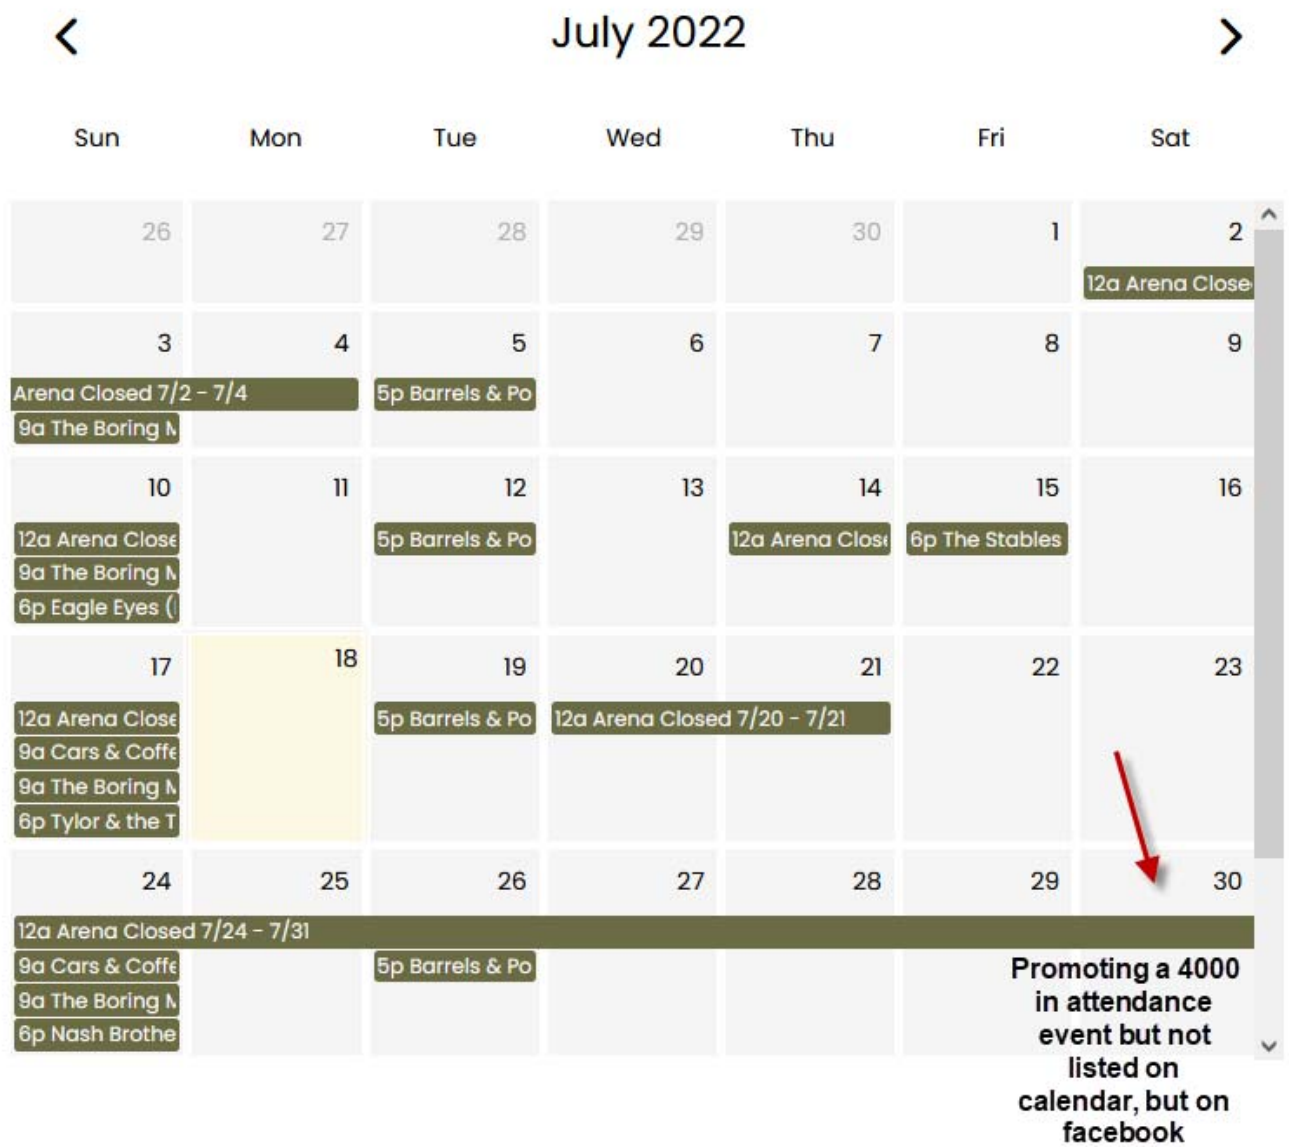 July 2022
Sun Mon Tue Wed Thu Fri Sat
26 27 28 29 30 1 2
12a Arena Close
3 4 5 6 7 8 9
Arena Closed 7/2 - 7/4 5p Barrels & Po
9a The Boring M
10 11 12 13 14 15 16
12a Arena Close 5p Barrels & Po 12a Arena Close 6p The Stables
9a The Boring M
6p Eagle Eyes (
17 18 19 20 21 22 23
12a Arena Close 5p Barrels & Po 12a Arena Closed 7/20 - 7/21
9a Cars & Coffe
9a The Boring M
6p Tylor & the T
24 25 26 27 28 29 30
12a Arena Closed 7/24 - 7/31
9a Cars & Coffe 5p Barrels & Po
9a The Boring M
6p Nash Brothe
Promoting a 4000
in attendance
event but not
listed on
calendar, but on
facebook